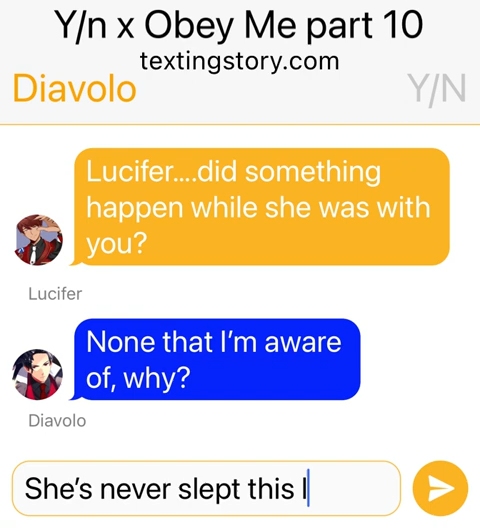 Y/n x Obey Me part 10
textingstory.com
Diavolo
Y/N
Lucifer....did something
happen while she was with
you?
Lucifer
None that I'm aware
of, why?
Diavolo
She's never slept this l